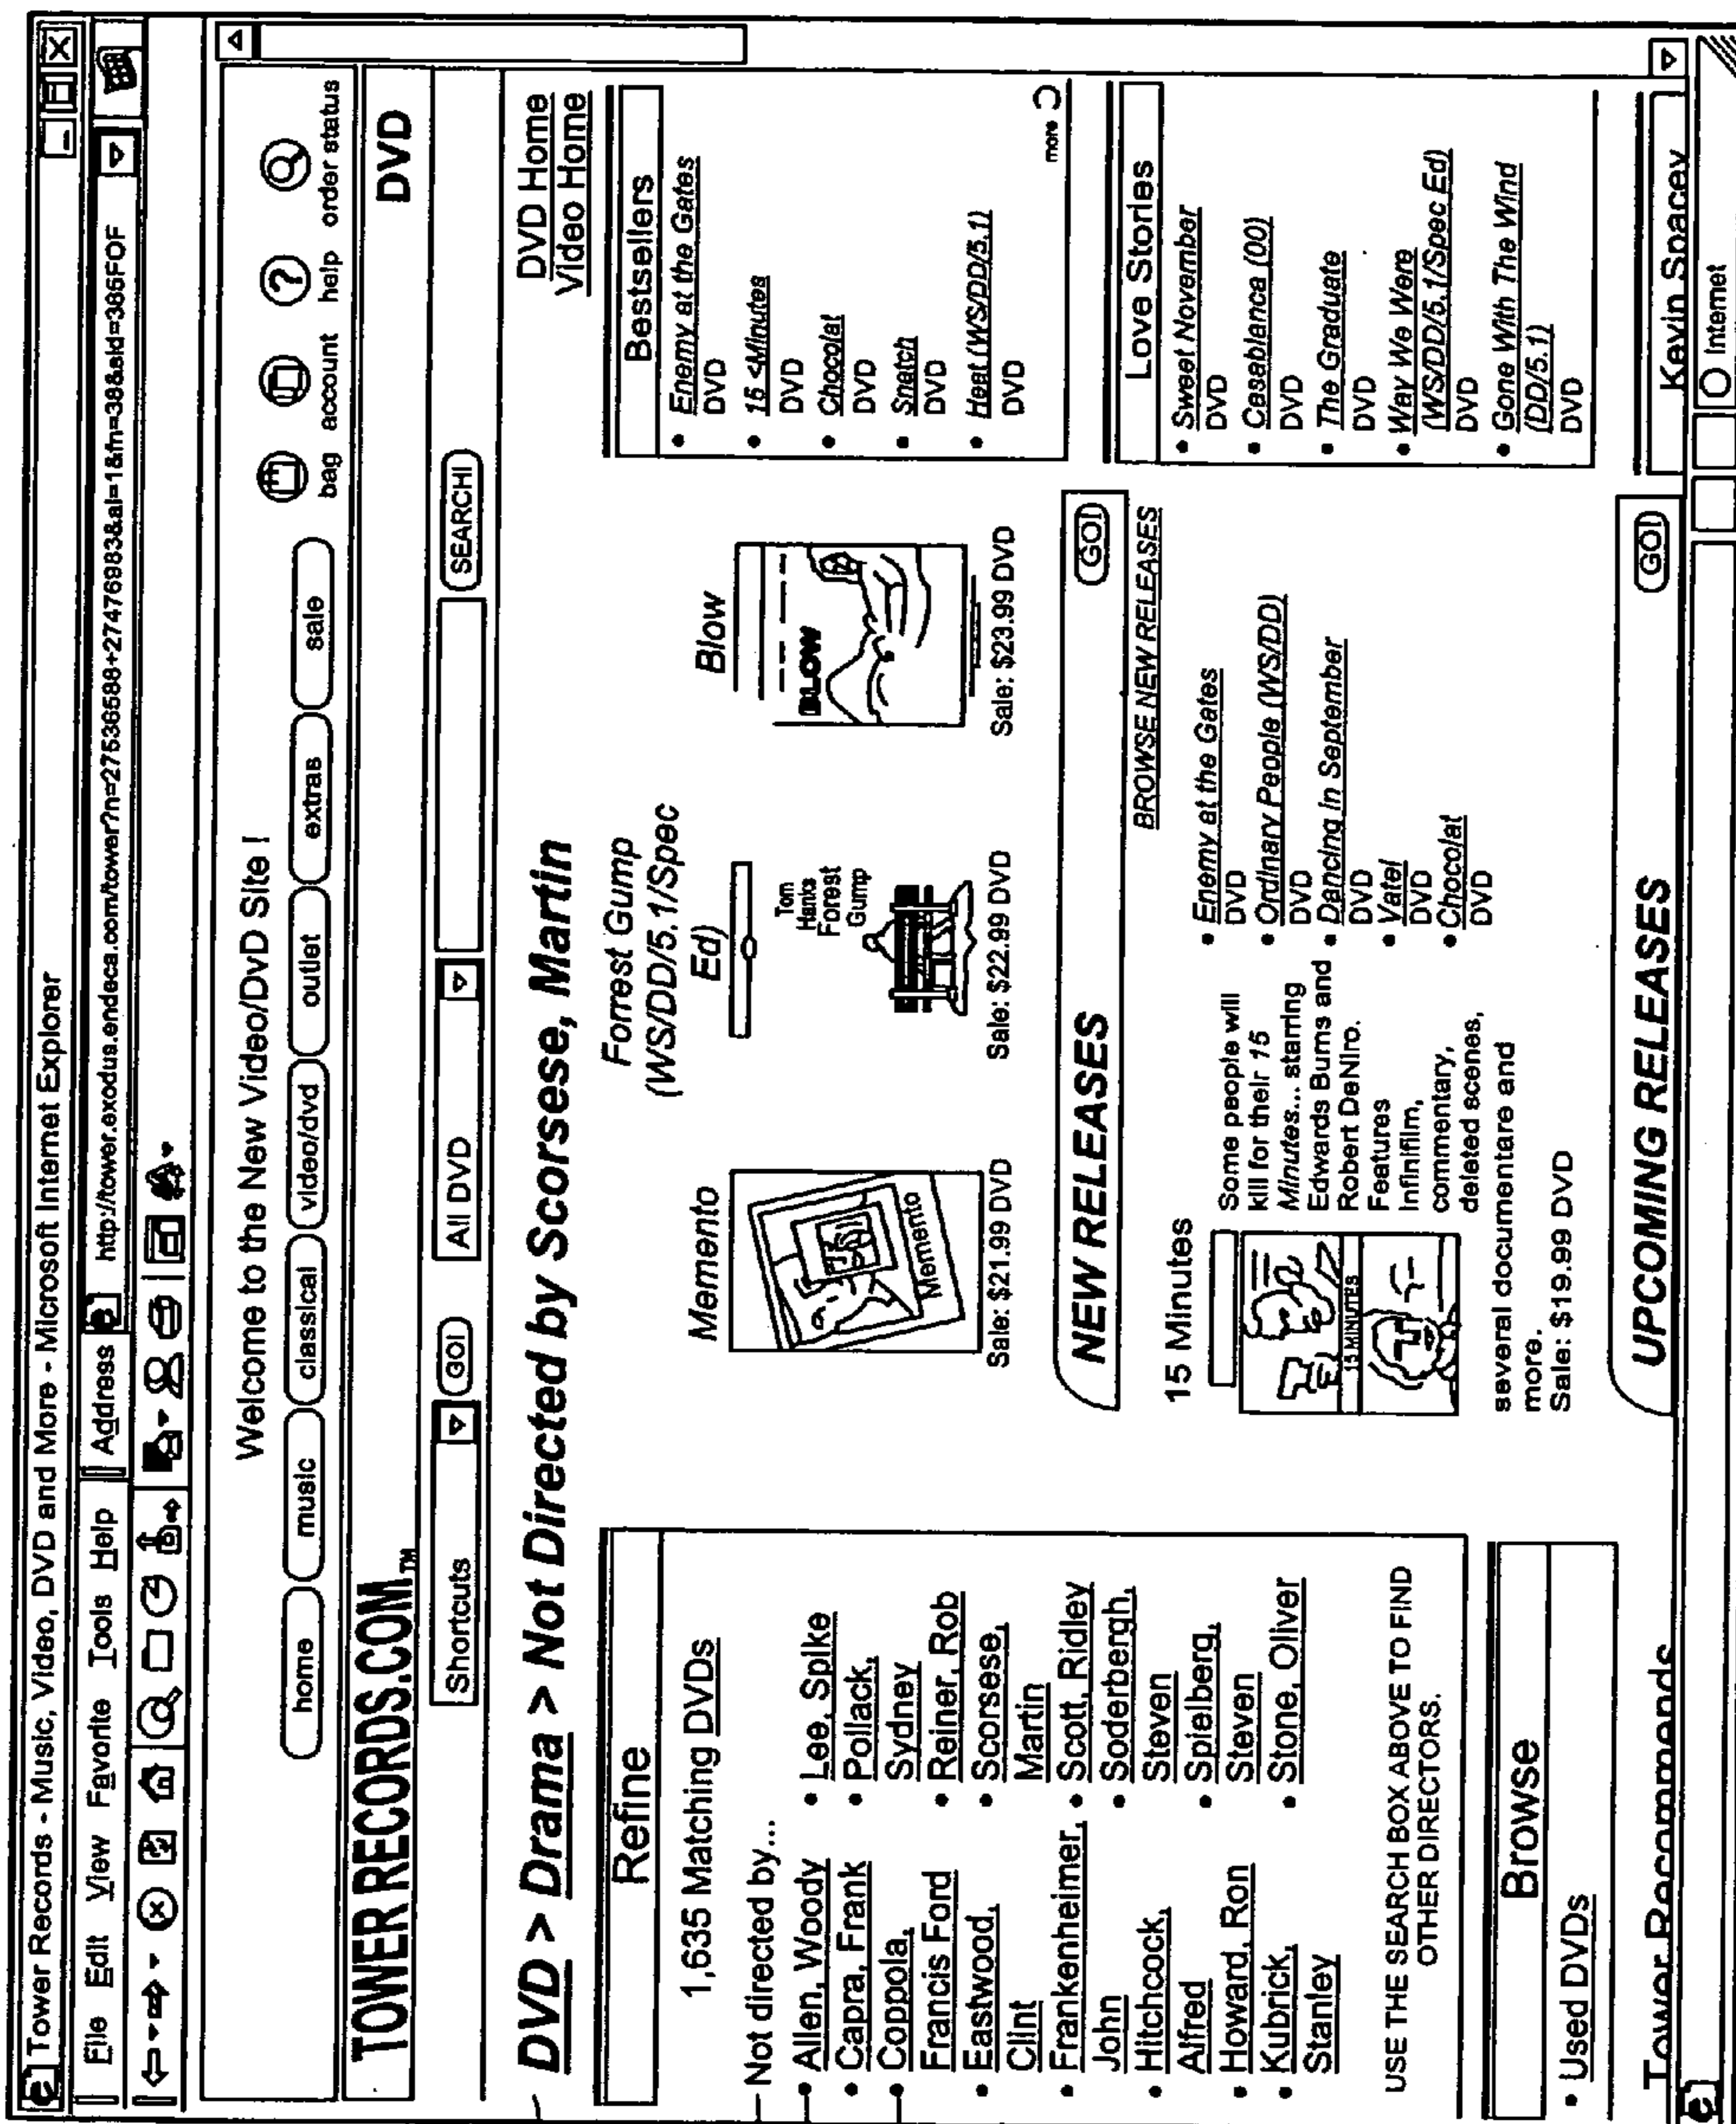 Tower Records - Music, Video, DVD and More - Microsoft Internet Explorer
File Edit View Favorite Tools Help
Address http://tower.exodus.endeca.com/tower?n=27536588+27476983&al=1&fn=38&sid=385FOF
Welcome to the New Video/DvD Site !
home music classical video/dvd outlet extras sale
bag account help order status
TOWER RECORDS.COM™
DVD
Shortcuts GO! All DVD SEARCH!
DVD > Drama > Not Directed by Scorsese, Martin
DVD Home
Video Home
Refine
1,635 Matching DVDs
Not directed by...
• Allen, Woody
• Capra, Frank
• Coppola,
Francis Ford
• Eastwood,
Clint
• Frankenheimer,
John
• Hitchcock,
Alfred
• Howard, Ron
• Kubrick,
Stanley
• Lee, Spike
• Pollack,
Sydney
• Reiner, Rob
• Scorsese,
Martin
• Scott, Ridley
• Soderbergh,
Steven
• Spielberg,
Steven
• Stone, Oliver
USE THE SEARCH BOX ABOVE TO FIND
OTHER DIRECTORS.
Browse
• Used DVDs
Tower Recommends
Memento
Memento
Sale: $21.99 DVD
Forrest Gump
(WS/DD/5.1/Spec
Ed)
Tom
Hanks
Forest
Gump
Sale: $22.99 DVD
Blow
BLOW
Sale: $23.99 DVD
NEW RELEASES GO!
BROWSE NEW RELEASES
15 Minutes
15 MINUTES
Some people will
kill for their 15
Minutes... starring
Edwards Burns and
Robert DeNiro.
Features
Infinifilm,
commentary,
deleted scenes,
several documentare and
more.
Sale: $19.99 DVD
• Enemy at the Gates
DVD
• Ordinary People (WS/DD)
DVD
• Dancing in September
DVD
• Vatel
DVD
• Chocolat
DVD
UPCOMING RELEASES GO!
Bestsellers
• Enemy at the Gates
DVD
• 15 <Minutes
DVD
• Chocolat
DVD
• Snatch
DVD
• Heat (WS/DD/5.1)
DVD
more
Love Stories
• Sweet November
DVD
• Casablanca (00)
DVD
• The Graduate
DVD
• Way We Were
(WS/DD/5.1/Spec Ed)
DVD
• Gone With The Wind
(DD/5.1)
DVD
Kevin Spacey
Internet